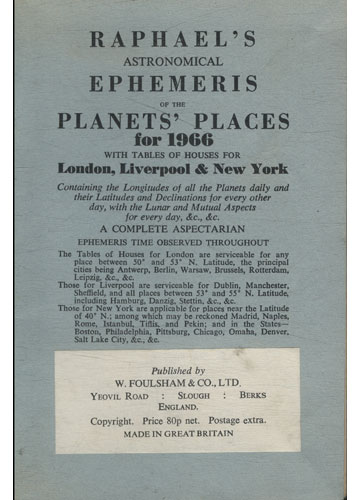 RAPHAEL'S
ASTRONOMICAL
EPHEMERIS
OF THE
PLANETS' PLACES
for 1966
WITH TABLES OF HOUSES FOR
London, Liverpool & New York
Containing the Longitudes of all the Planets daily and
their Latitudes and Declinations for every other
day, with the Lunar and Mutual Aspects
for every day, &c., &c.
A COMPLETE ASPECTARIAN
EPHEMERIS TIME OBSERVED THROUGHOUT
The Tables of Houses for London are serviceable for any
place between 50° and 53° N. Latitude, the principal
cities being Antwerp, Berlin, Warsaw, Brussels, Rotterdam,
Leipzig, &c., &c.
Those for Liverpool are serviceable for Dublin, Manchester,
Sheffield, and all places between 53° and 55° N. Latitude,
including Hamburg, Danzig, Stettin, &c., &c.
Those for New York are applicable for places near the Latitude
of 40° N.; among which may be reckoned Madrid, Naples,
Rome, Istanbul, Tiflis, and Pekin; and in the States—
Boston, Philadelphia, Pittsburg, Chicago, Omaha, Denver,
Salt Lake City, &c., &c.
Published by
W. FOULSHAM & CO., LTD.
YEOVIL ROAD : SLOUGH : BERKS
ENGLAND.
Copyright. Price 80p net. Postage extra.
MADE IN GREAT BRITAIN